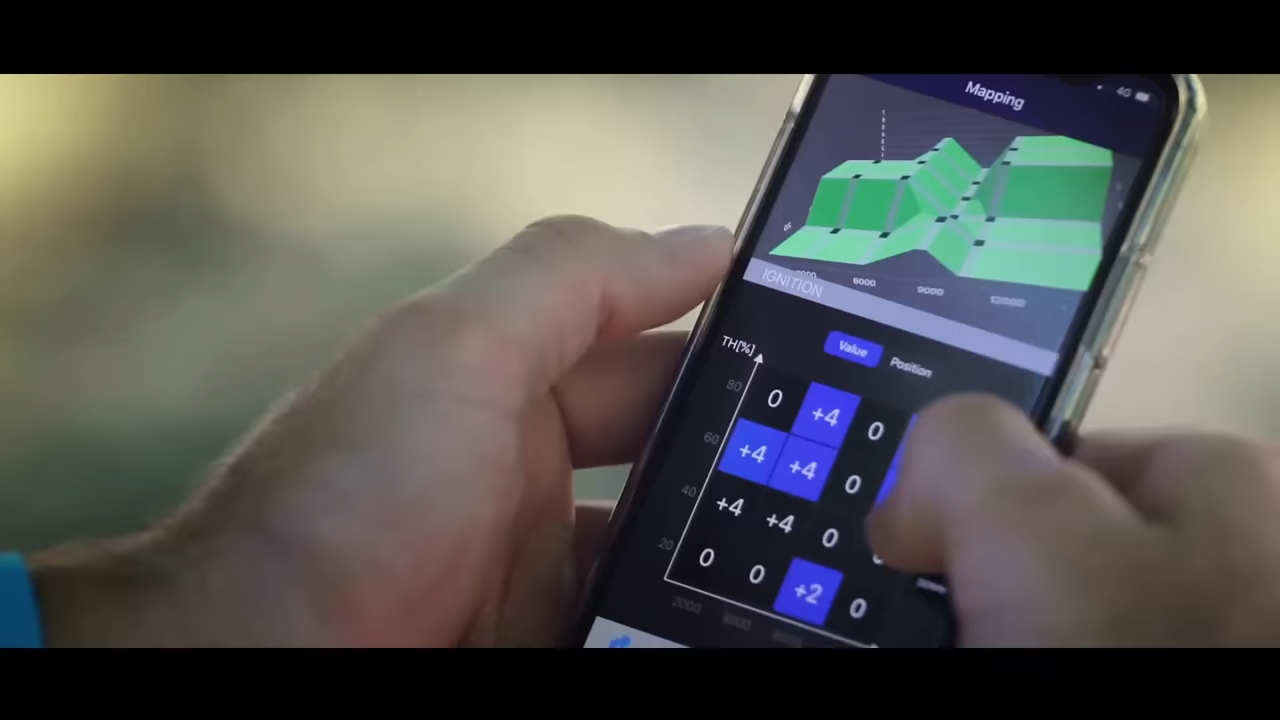 Mapping
4G
6000 9000 12000
IGNITION
Value Position
TH[%]
80 0 +4 0
60 +4 +4 0
40 +4 +4 0
20 0 0 +2 0
2000